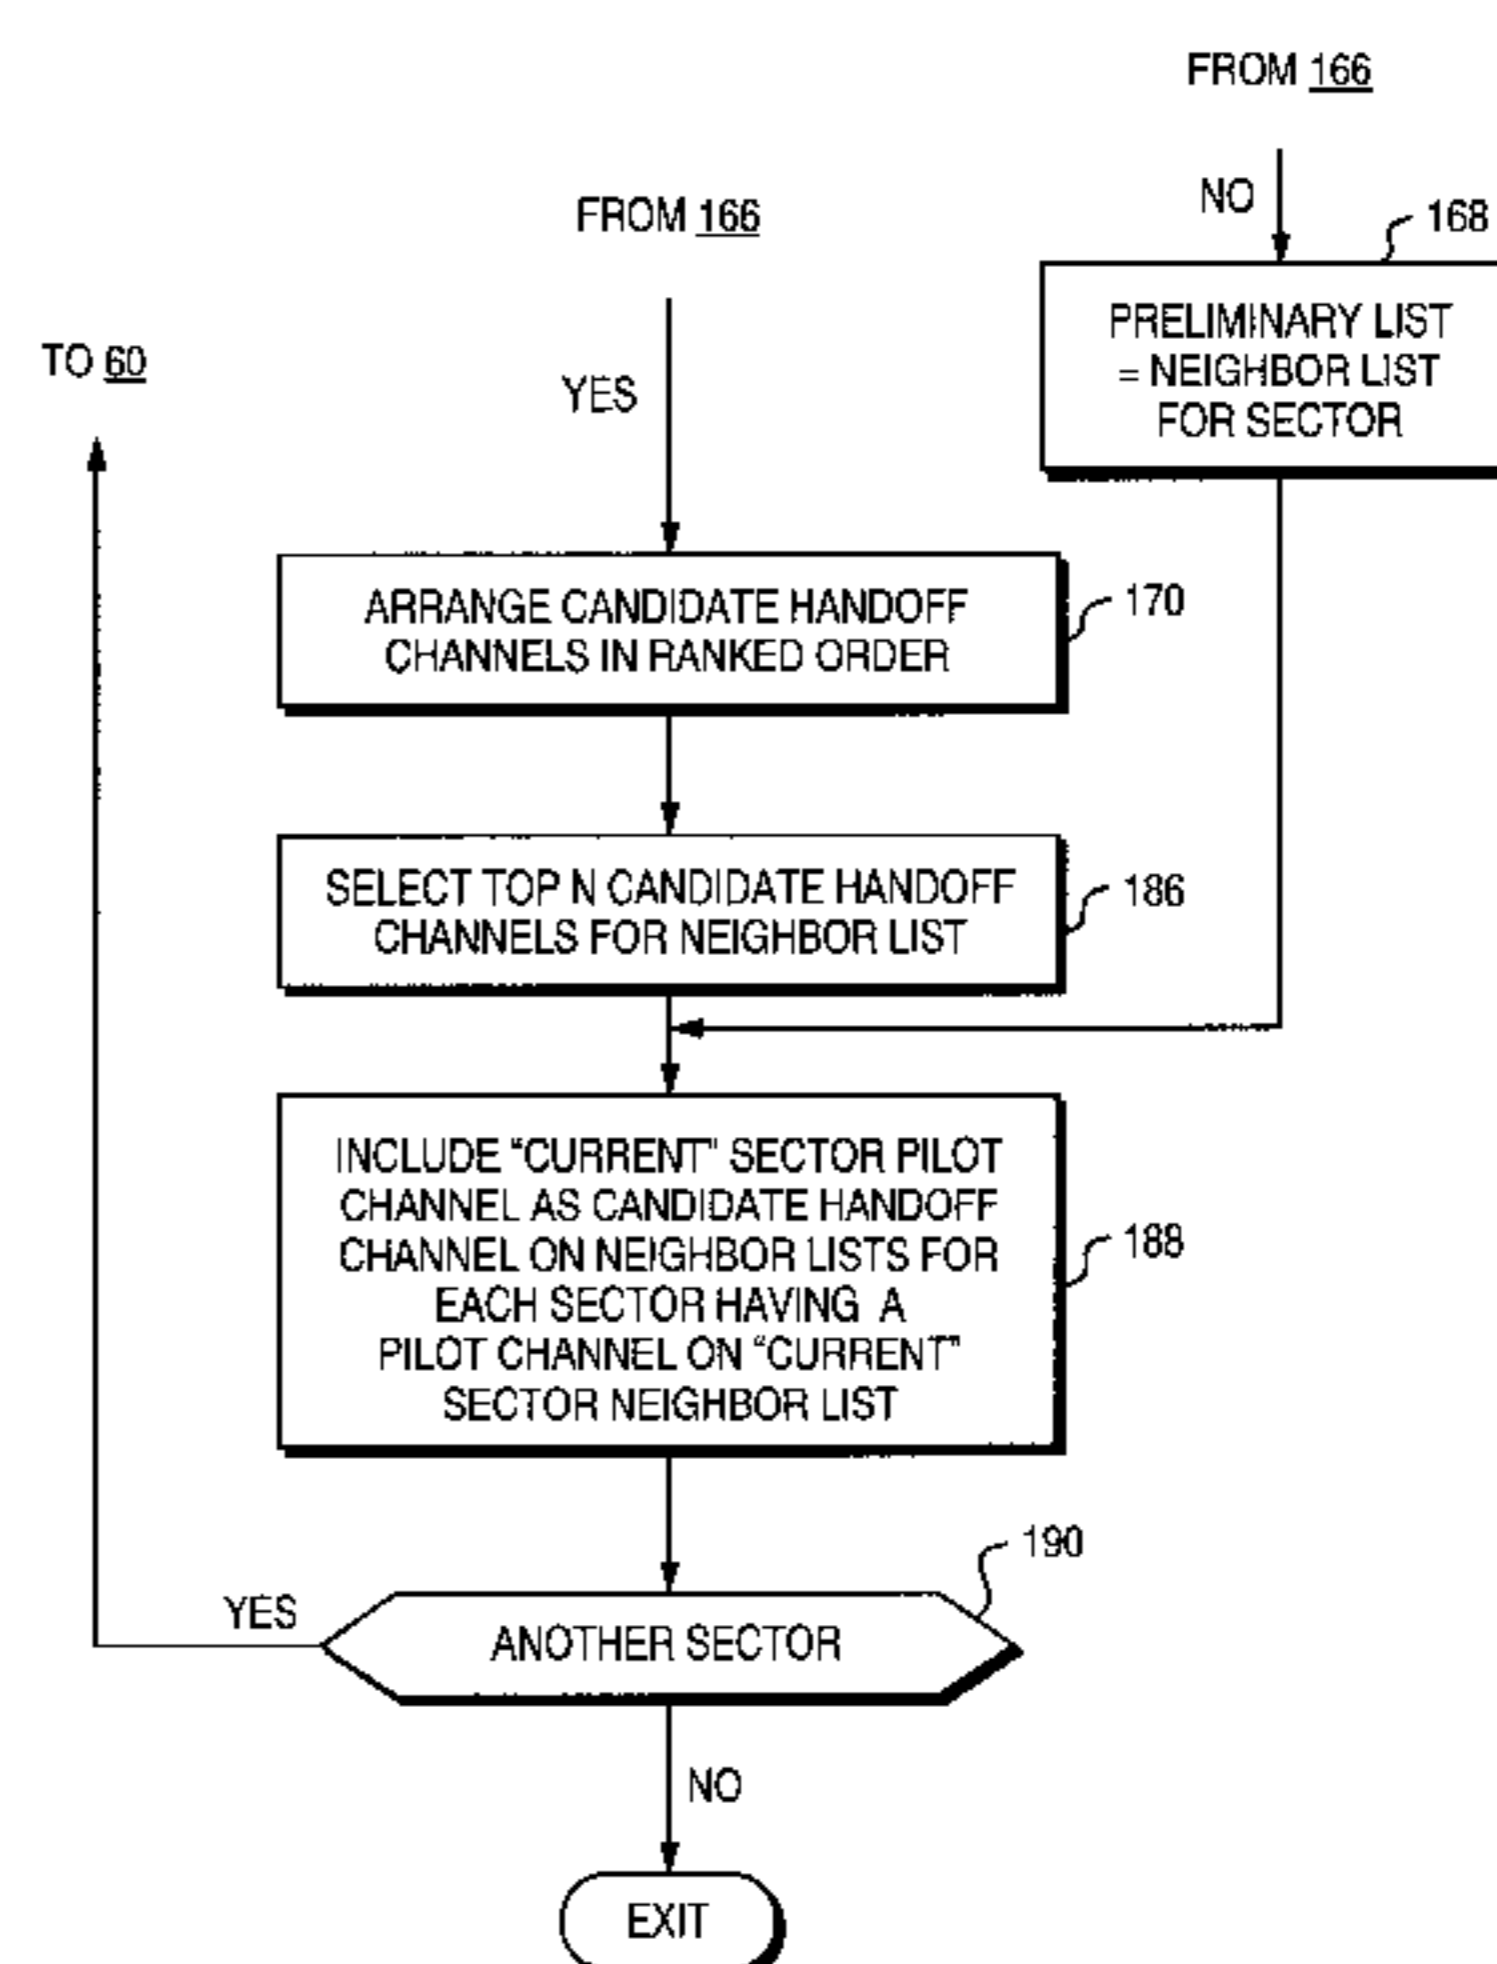 FROM 166
NO
168
PRELIMINARY LIST
= NEIGHBOR LIST
FOR SECTOR
FROM 166
YES
TO 60
ARRANGE CANDIDATE HANDOFF
CHANNELS IN RANKED ORDER
170
SELECT TOP N CANDIDATE HANDOFF
CHANNELS FOR NEIGHBOR LIST
186
INCLUDE "CURRENT" SECTOR PILOT
CHANNEL AS CANDIDATE HANDOFF
CHANNEL ON NEIGHBOR LISTS FOR
EACH SECTOR HAVING A
PILOT CHANNEL ON "CURRENT"
SECTOR NEIGHBOR LIST
188
190
YES
ANOTHER SECTOR
NO
EXIT